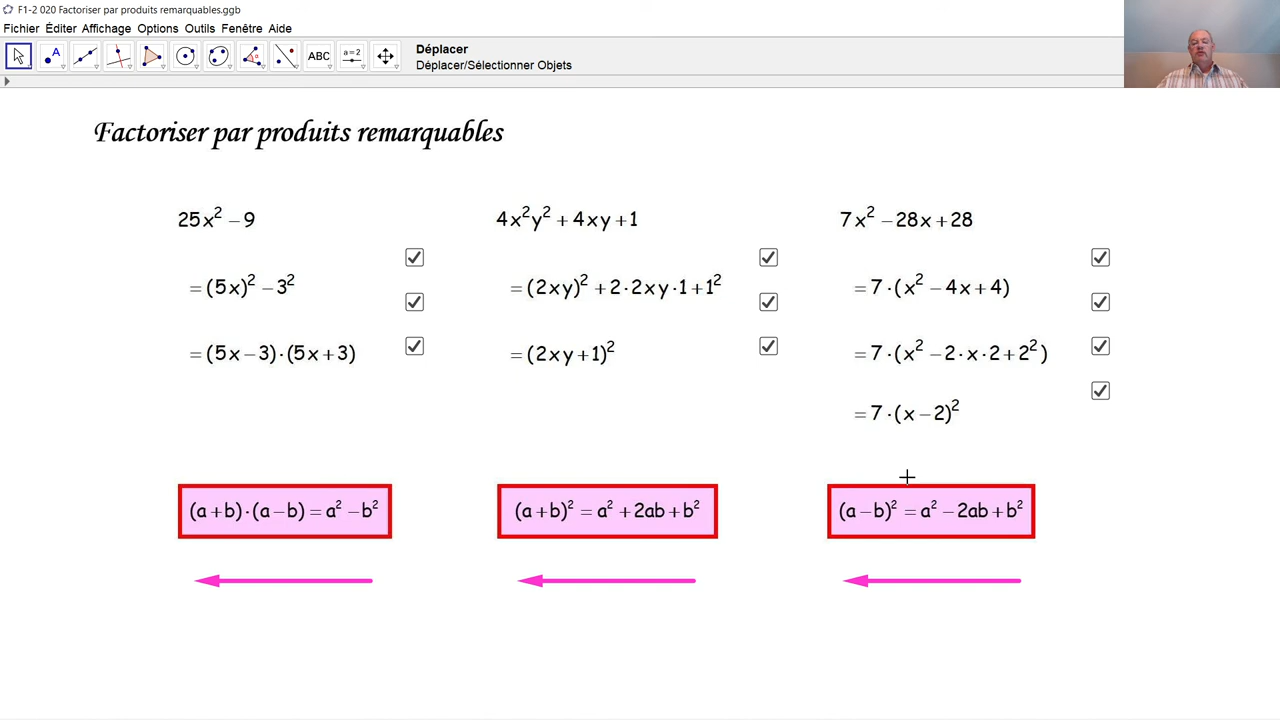 F1-2 020 Factoriser par produits remarquables.ggb
Fichier Éditer Affichage Options Outils Fenêtre Aide
A ABC a=2 Déplacer
Déplacer/Sélectionner Objets
Factoriser par produits remarquables
25x² − 9
= (5x)² − 3²
= (5x − 3)·(5x + 3)
4x²y² + 4xy + 1
= (2xy)² + 2·2xy·1 + 1²
= (2xy + 1)²
7x² − 28x + 28
= 7·(x² − 4x + 4)
= 7·(x² − 2·x·2 + 2²)
= 7·(x − 2)²
(a + b)·(a − b) = a² − b²
(a + b)² = a² + 2ab + b²
(a − b)² = a² − 2ab + b²